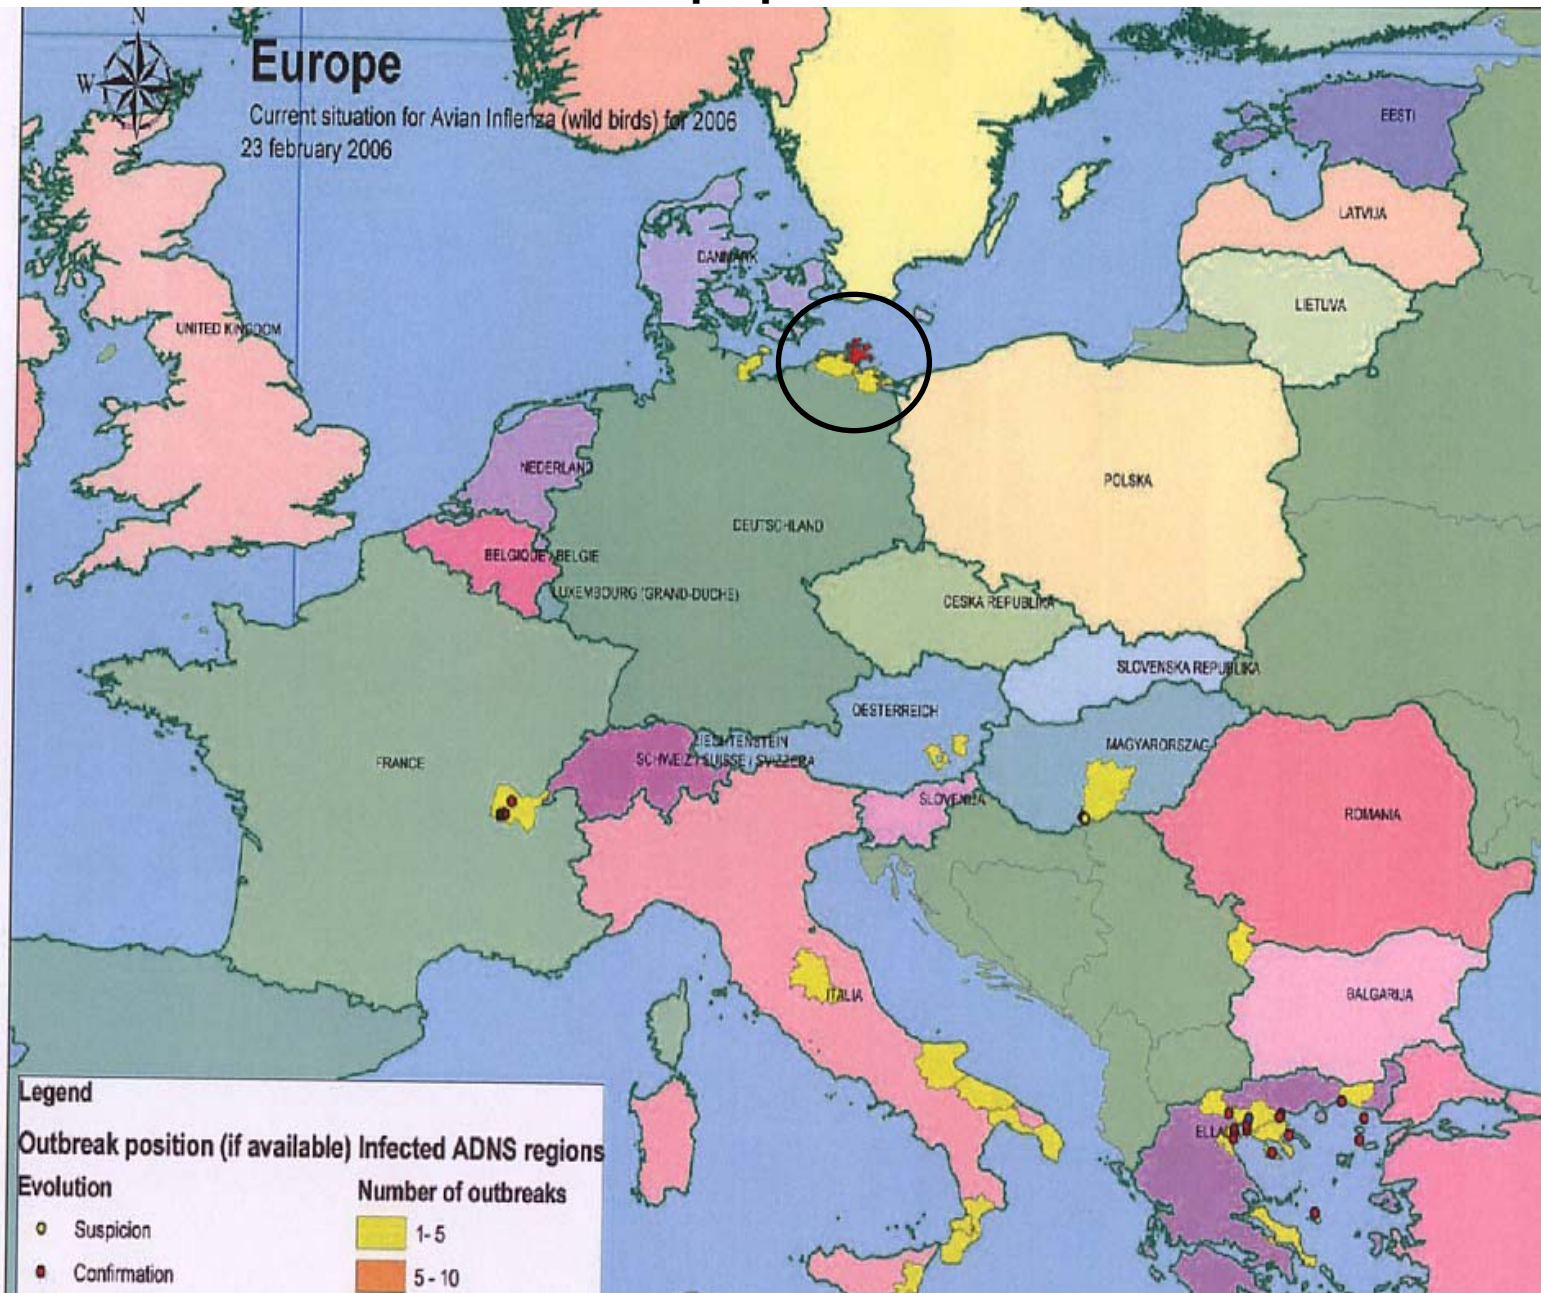 N
W
Europe
Current situation for Avian Inflenza (wild birds) for 2006
23 february 2006
EESTI
LATVIJA
DANMARK
LIETUVA
UNITED KINGDOM
NEDERLAND
POLSKA
DEUTSCHLAND
BELGIQUE / BELGIE
LUXEMBOURG (GRAND-DUCHE)
CESKA REPUBLIKA
SLOVENSKA REPUBLIKA
OESTERREICH
LIECHTENSTEIN
MAGYARORSZAG
SCHWEIZ / SUISSE / SVIZZERA
FRANCE
SLOVENIJA
ROMANIA
ITALIA
BALGARIJA
Legend
Outbreak position (if available) Infected ADNS regions
Evolution
Number of outbreaks
Suspicion
1- 5
Confirmation
5 - 10